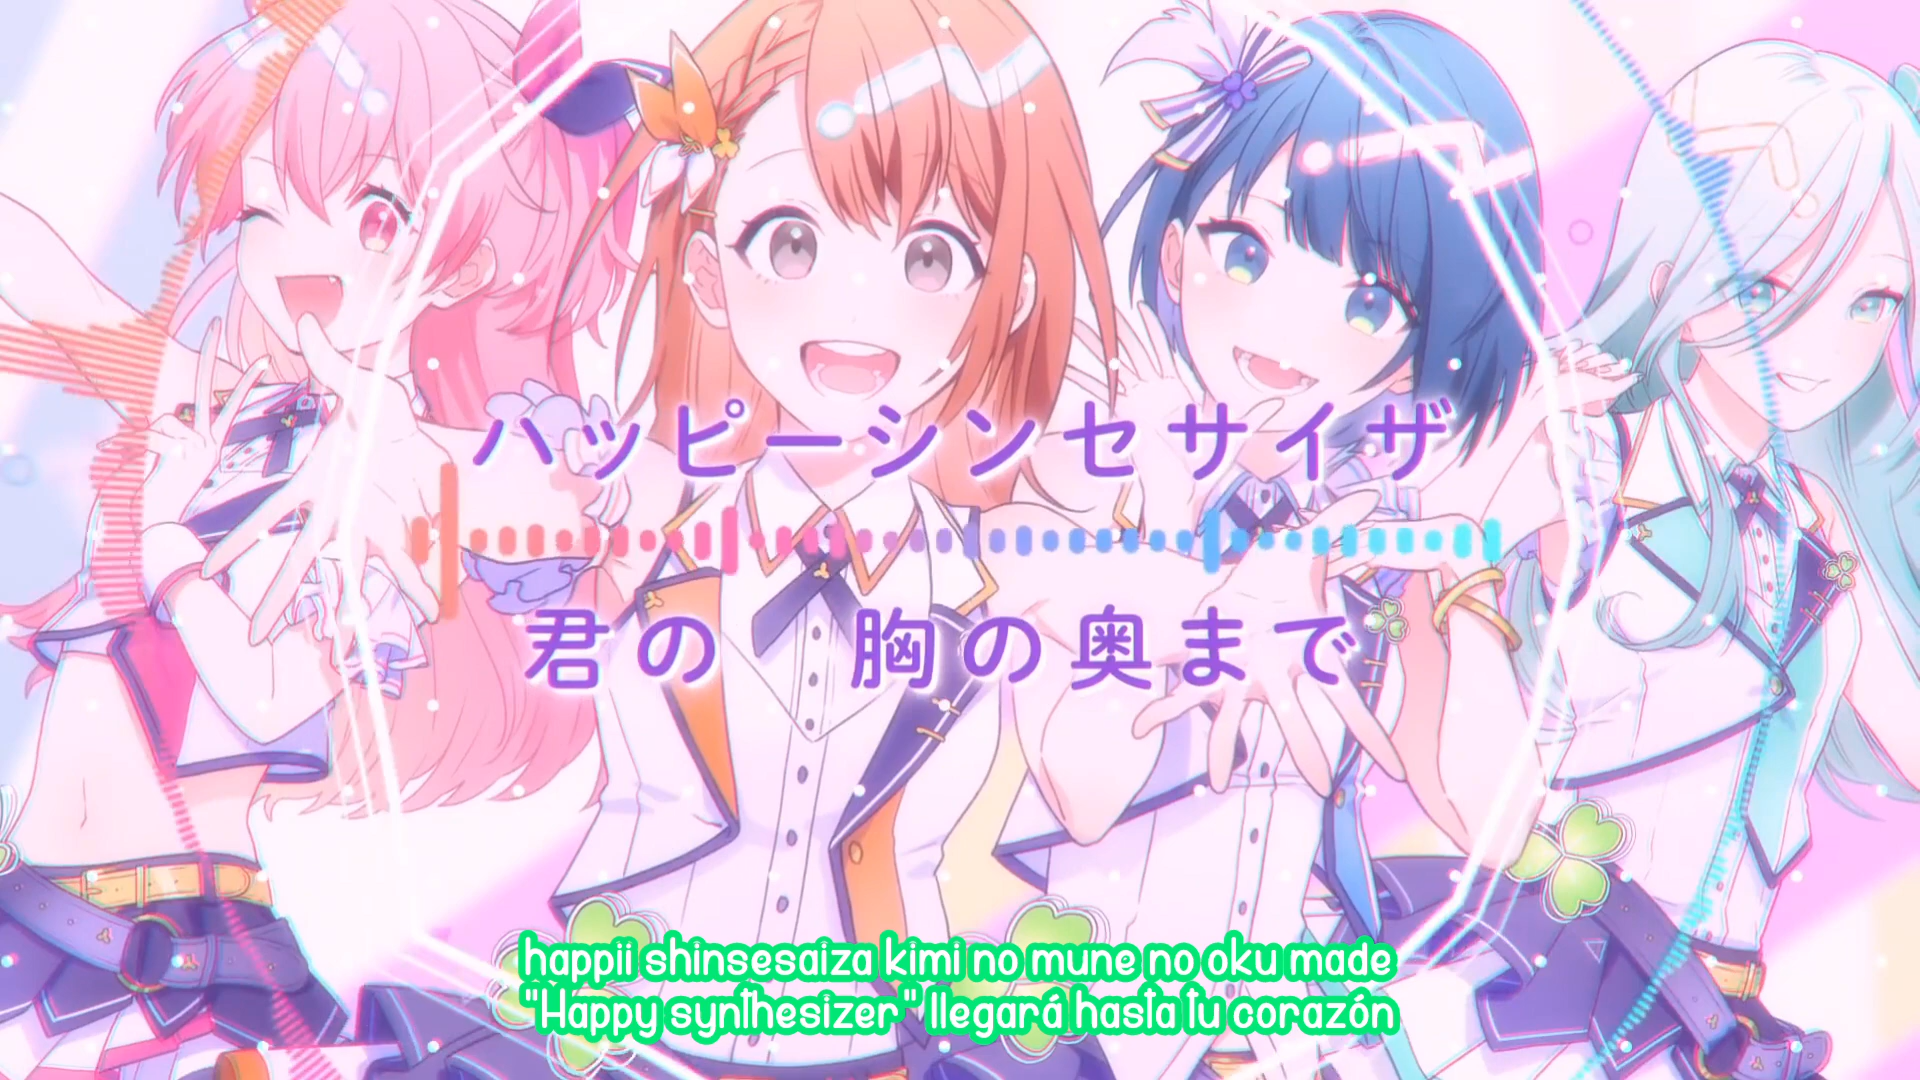 ハッピーシンセサイザ
君の 胸の奥まで
happii shinsesaiza kimi no mune no oku made
"Happy synthesizer" llegará hasta tu corazón